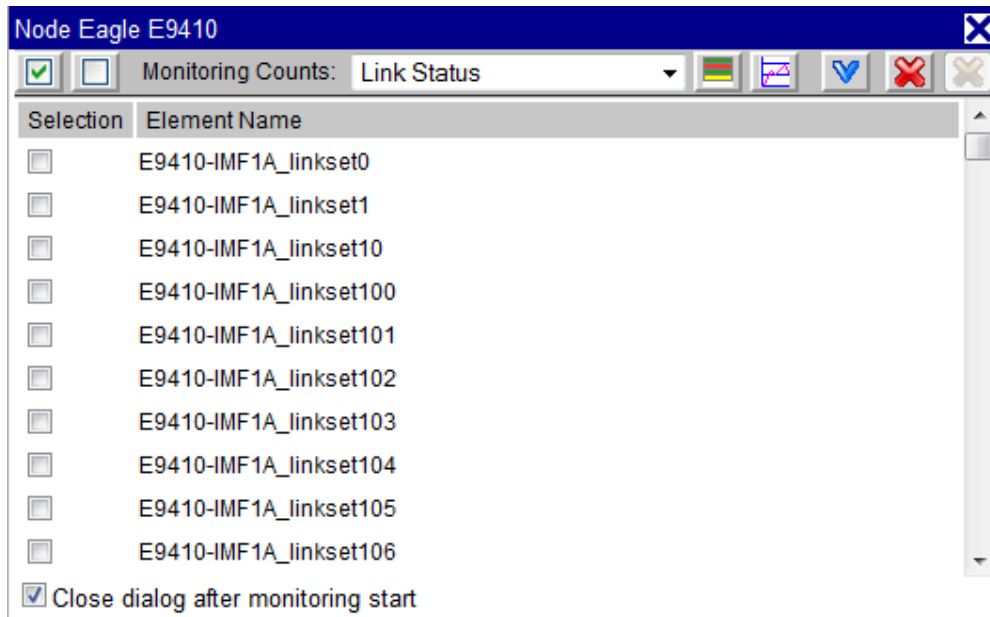 Node Eagle E9410
Monitoring Counts: Link Status
Selection Element Name
E9410-IMF1A_linkset0
E9410-IMF1A_linkset1
E9410-IMF1A_linkset10
E9410-IMF1A_linkset100
E9410-IMF1A_linkset101
E9410-IMF1A_linkset102
E9410-IMF1A_linkset103
E9410-IMF1A_linkset104
E9410-IMF1A_linkset105
E9410-IMF1A_linkset106
Close dialog after monitoring start